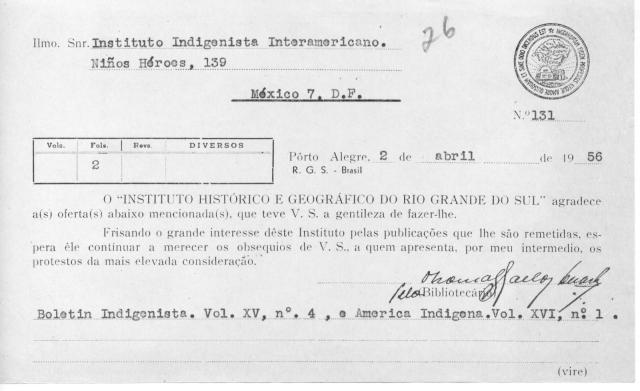 26
Ilmo. Snr. Instituto Indigenista Interamericano.
Niños Héroes, 139
México 7, D.F.
N.º 131
Vols. Fols. Revs. DIVERSOS
2
Pôrto Alegre, 2 de abril de 1956
R. G. S. - Brasil
O "INSTITUTO HISTÓRICO E GEOGRÁFICO DO RIO GRANDE DO SUL" agradece
a(s) oferta(s) abaixo mencionada(s), que teve V. S. a gentileza de fazer-lhe.
Frisando o grande interesse dêste Instituto pelas publicações que lhe são remetidas, es-
pera êle continuar a merecer os obsequios de V. S., a quem apresenta, por meu intermedio, os
protestos da mais elevada consideração.
pelo Bibliotecário
Boletin Indigenista. Vol. XV, nº. 4 , e America Indigena.Vol. XVI, nº 1 .
(vire)